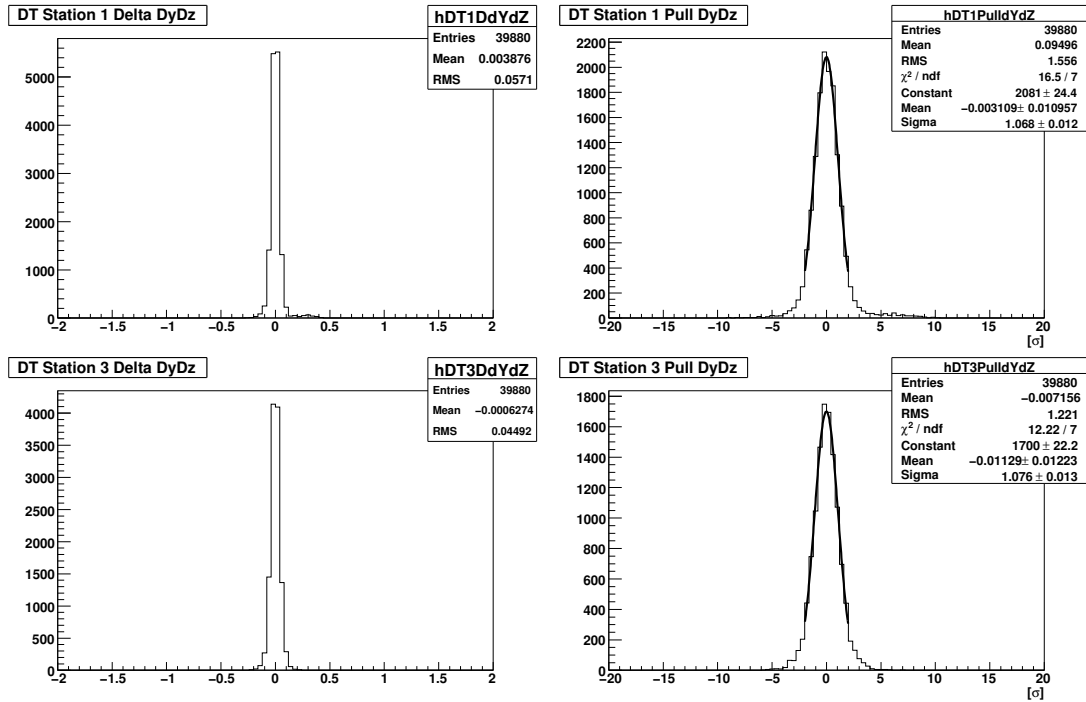 DT Station 1 Delta DyDz
hDT1DdYdZ
Entries 39880
Mean 0.003876
RMS 0.0571
5000
4000
3000
2000
1000
0
−2 −1.5 −1 −0.5 0 0.5 1 1.5 2
DT Station 1 Pull DyDz
hDT1PulldYdZ
Entries 39880
Mean 0.09496
RMS 1.556
χ² / ndf 16.5 / 7
Constant 2081 ± 24.4
Mean −0.003109± 0.010957
Sigma 1.068 ± 0.012
2200
2000
1800
1600
1400
1200
1000
800
600
400
200
0
−20 −15 −10 −5 0 5 10 15 20
[σ]
DT Station 3 Delta DyDz
hDT3DdYdZ
Entries 39880
Mean −0.0006274
RMS 0.04492
4000
3500
3000
2500
2000
1500
1000
500
0
−2 −1.5 −1 −0.5 0 0.5 1 1.5 2
DT Station 3 Pull DyDz
hDT3PulldYdZ
Entries 39880
Mean −0.007156
RMS 1.221
χ² / ndf 12.22 / 7
Constant 1700 ± 22.2
Mean −0.01129± 0.01223
Sigma 1.076 ± 0.013
1800
1600
1400
1200
1000
800
600
400
200
0
−20 −15 −10 −5 0 5 10 15 20
[σ]